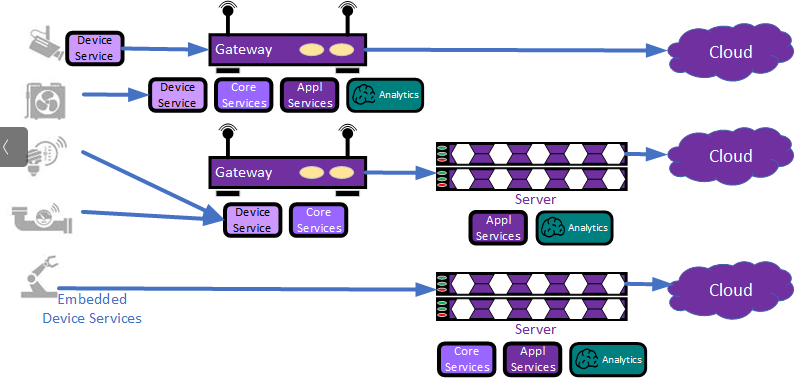 Device
Service
Gateway
Cloud
Device
Service
Core
Services
Appl
Services
Analytics
Gateway
Cloud
Server
Device
Service
Core
Services
Appl
Services
Analytics
Embedded
Device Services
Cloud
Server
Core
Services
Appl
Services
Analytics